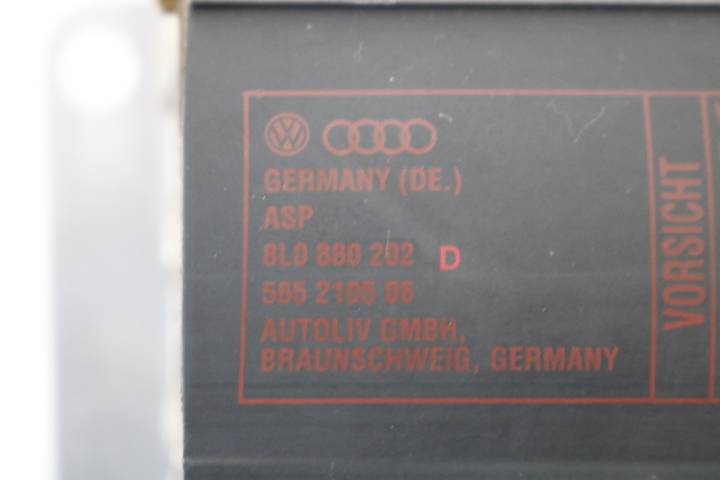 GERMANY (DE.)
ASP
8L0 880 202 D
565 2105 06
AUTOLIV GMBH,
BRAUNSCHWEIG, GERMANY
VORSICHT